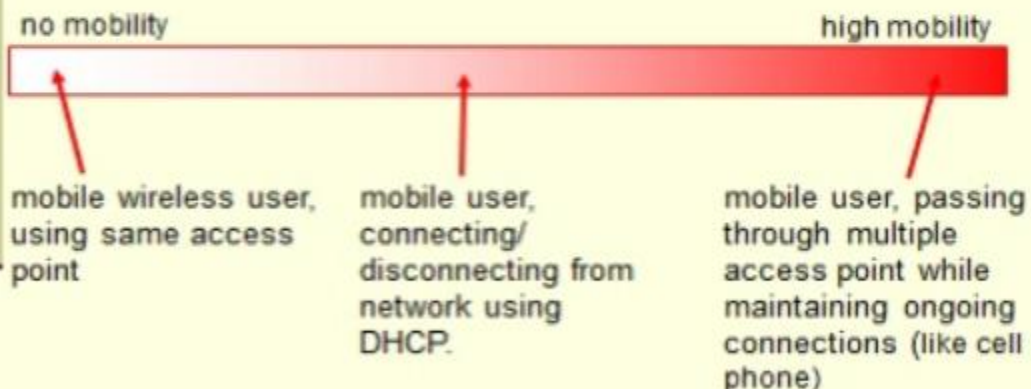 no mobility
high mobility
mobile wireless user,
using same access
point
mobile user,
connecting/
disconnecting from
network using
DHCP.
mobile user, passing
through multiple
access point while
maintaining ongoing
connections (like cell
phone)